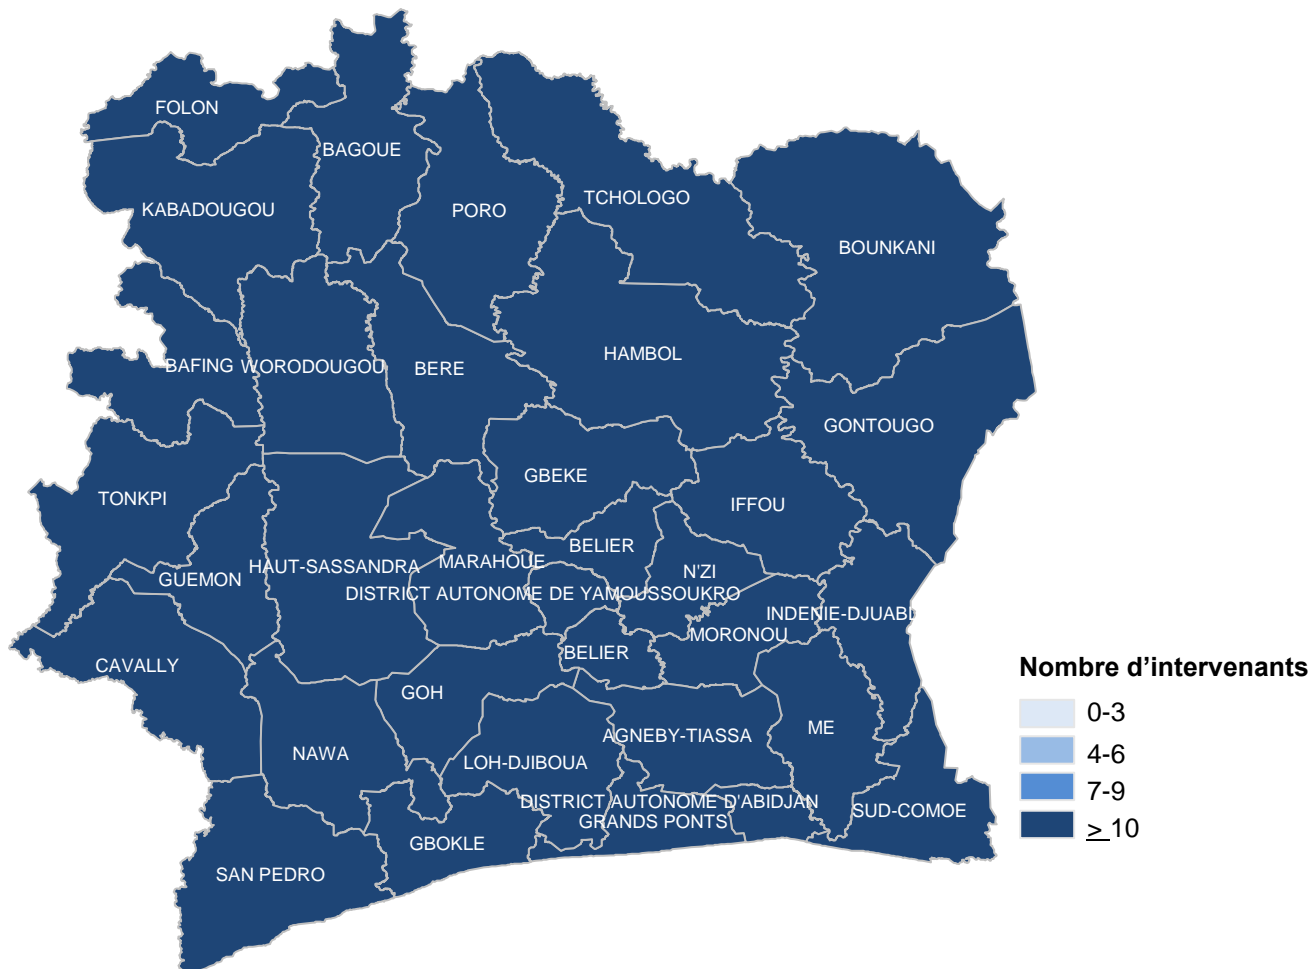 FOLON
BAGOUE
TCHOLOGO
KABADOUGOU
PORO
BOUNKANI
HAMBOL
BAFING
WORODOUGOU
BERE
GONTOUGO
GBEKE
TONKPI
IFFOU
BELIER
MARAHOUE
HAUT-SASSANDRA
N'ZI
GUEMON
DISTRICT AUTONOME DE YAMOUSSOUKRO
INDENIE-DJUABL
MORONOU
BELIER
CAVALLY
GOH
ME
AGNEBY-TIASSA
NAWA
LOH-DJIBOUA
DISTRICT AUTONOME D'ABIDJAN
GRANDS PONTS
SUD-COMOE
GBOKLE
SAN PEDRO
Nombre d’intervenants
0-3
4-6
7-9
> 10